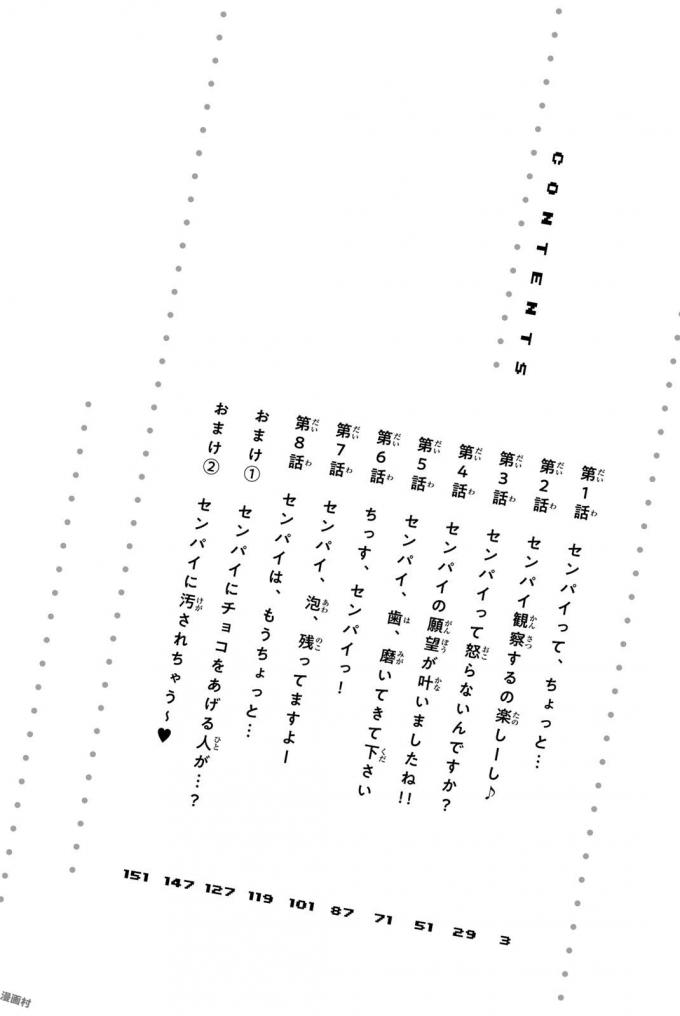 CONTENTS
第1話 センパイって、ちょっと… 3
第2話 センパイ観察するの楽しーし♪ 29
第3話 センパイって怒らないんですか? 51
第4話 センパイの願望が叶いましたね!! 71
第5話 センパイ、歯、磨いてきて下さい 87
第6話 ちっす、センパイっ! 101
第7話 センパイ、泡、残ってますよー 119
第8話 センパイは、もうちょっと… 127
おまけ① センパイにチョコをあげる人が…? 147
おまけ② センパイに汚されちゃう~♥ 151
漫画村